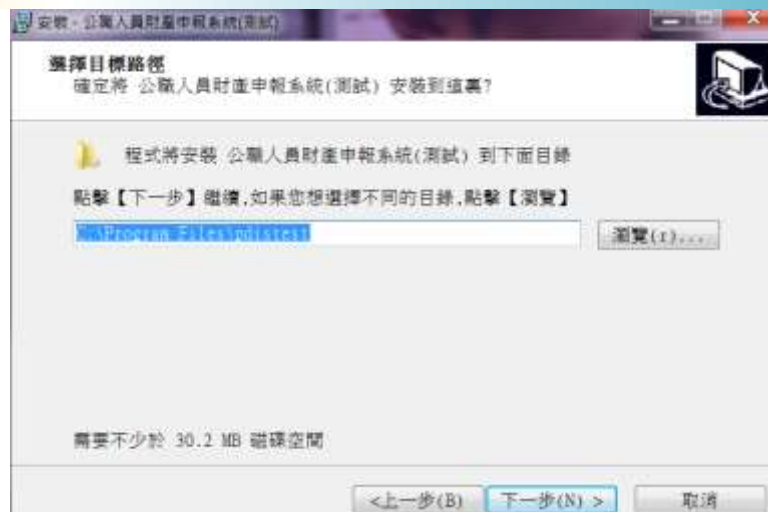 安裝 - 公職人員財產申報系統(測試)
選擇目標路徑
確定將 公職人員財產申報系統(測試) 安裝到這裏?
程式將安裝 公職人員財產申報系統(測試) 到下面目錄
點擊【下一步】繼續,如果您想選擇不同的目錄,點擊【瀏覽】
C:\Program Files\pdistest
瀏覽(r)...
需要不少於 30.2 MB 磁碟空間
<上一步(B)
下一步(N) >
取消